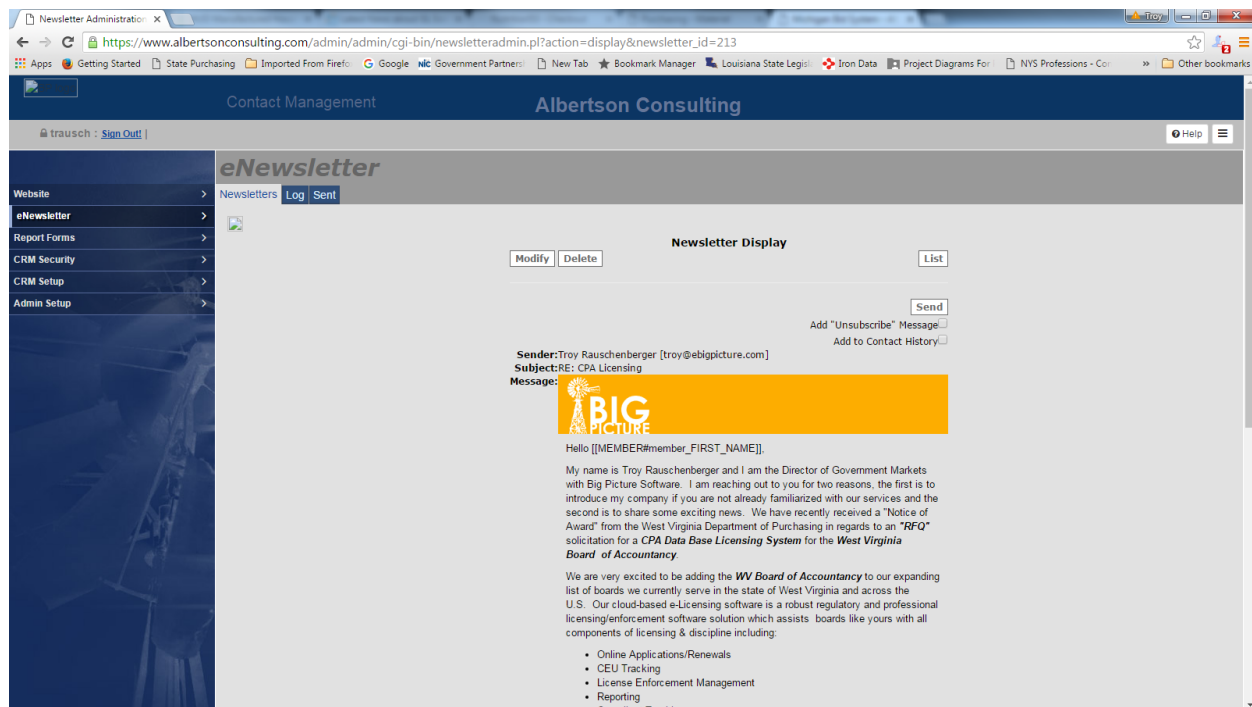 Newsletter Administration
Troy
https://www.albertsonconsulting.com/admin/admin/cgi-bin/newsletteradmin.pl?action=display&newsletter_id=213
2
Apps Getting Started State Purchasing Imported From Firefo G Google NIC Government Partners New Tab Bookmark Manager Louisiana State Legisl Iron Data Project Diagrams For NYS Professions - Con » Other bookmarks
Contact Management Albertson Consulting
trausch : Sign Out! | Help
eNewsletter
Newsletters Log Sent
Website
eNewsletter
Report Forms
CRM Security
CRM Setup
Admin Setup
Newsletter Display
Modify Delete List
Send
Add "Unsubscribe" Message
Add to Contact History
Sender:Troy Rauschenberger [troy@ebigpicture.com]
Subject:RE: CPA Licensing
Message:
BIG
PICTURE
Hello [[MEMBER#member_FIRST_NAME]],
My name is Troy Rauschenberger and I am the Director of Government Markets
with Big Picture Software. I am reaching out to you for two reasons, the first is to
introduce my company if you are not already familiarized with our services and the
second is to share some exciting news. We have recently received a "Notice of
Award" from the West Virginia Department of Purchasing in regards to an "RFQ"
solicitation for a CPA Data Base Licensing System for the West Virginia
Board of Accountancy.
We are very excited to be adding the WV Board of Accountancy to our expanding
list of boards we currently serve in the state of West Virginia and across the
U.S. Our cloud-based e-Licensing software is a robust regulatory and professional
licensing/enforcement software solution which assists boards like yours with all
components of licensing & discipline including:
• Online Applications/Renewals
• CEU Tracking
• License Enforcement Management
• Reporting